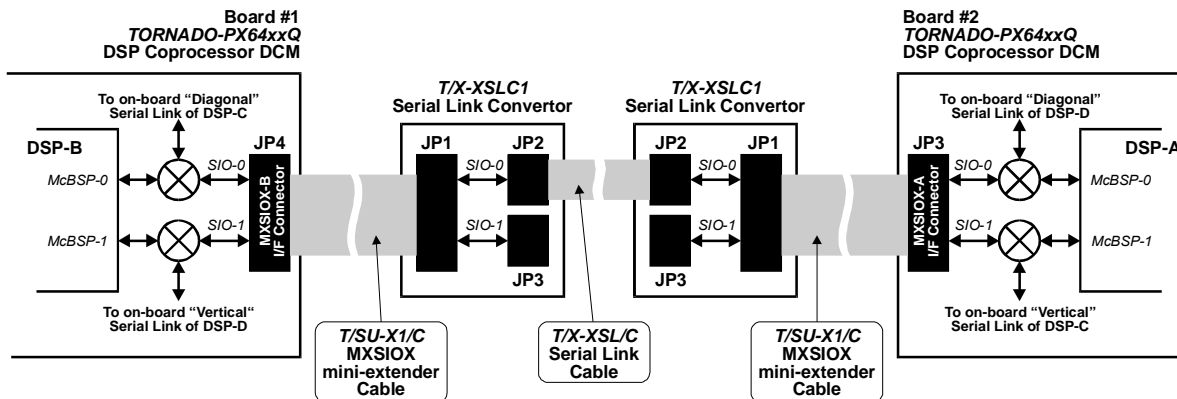 Board #1
TORNADO-PX64xxQ
DSP Coprocessor DCM
To on-board “Diagonal”
Serial Link of DSP-C
DSP-B
McBSP-0
McBSP-1
SIO-0
SIO-1
JP4
MXSIOX-B
I/F Connector
To on-board “Vertical“
Serial Link of DSP-D
T/X-XSLC1
Serial Link Convertor
JP1
JP2
SIO-0
SIO-1
JP3
T/X-XSLC1
Serial Link Convertor
JP2
JP1
SIO-0
SIO-1
JP3
Board #2
TORNADO-PX64xxQ
DSP Coprocessor DCM
To on-board “Diagonal”
Serial Link of DSP-D
JP3
MXSIOX-A
I/F Connector
SIO-0
SIO-1
DSP-A
McBSP-0
McBSP-1
To on-board “Vertical”
Serial Link of DSP-C
T/SU-X1/C
MXSIOX
mini-extender
Cable
T/X-XSL/C
Serial Link
Cable
T/SU-X1/C
MXSIOX
mini-extender
Cable